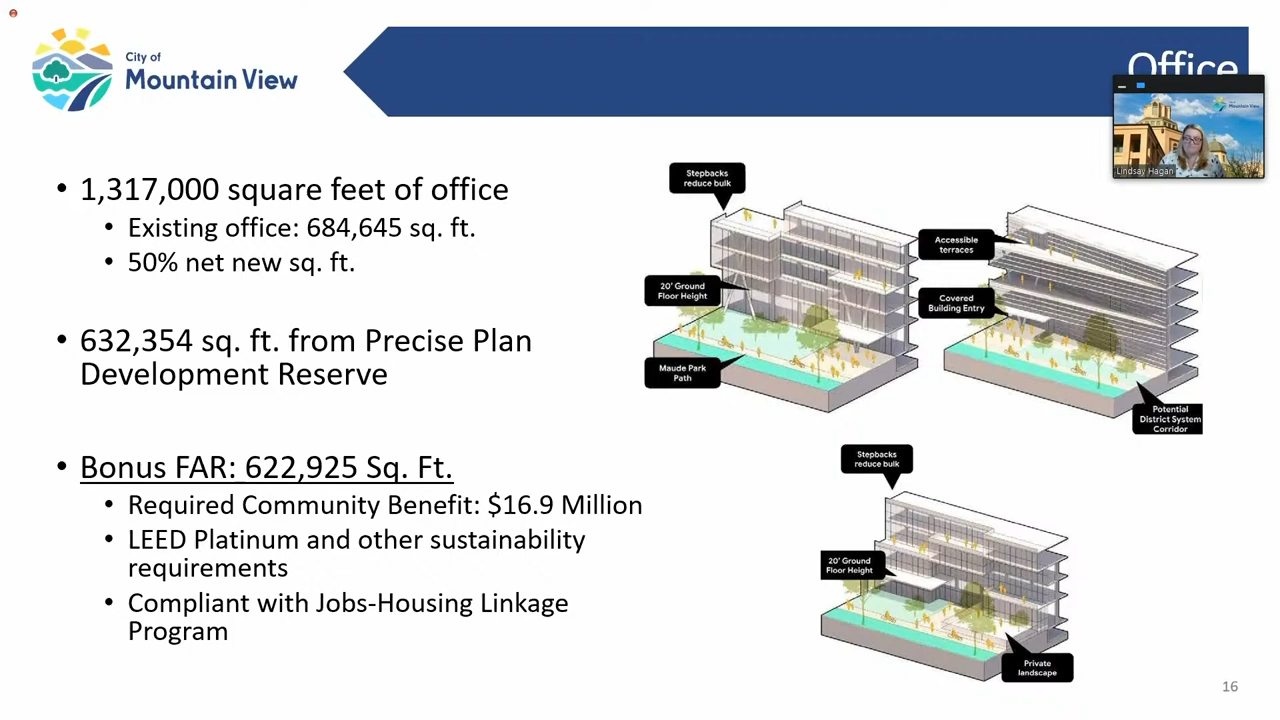 City of
Mountain View
Office
Mountain View
Lindsay Hagan
• 1,317,000 square feet of office
• Existing office: 684,645 sq. ft.
• 50% net new sq. ft.
• 632,354 sq. ft. from Precise Plan
Development Reserve
• Bonus FAR: 622,925 Sq. Ft.
• Required Community Benefit: $16.9 Million
• LEED Platinum and other sustainability
requirements
• Compliant with Jobs-Housing Linkage
Program
Stepbacks
reduce bulk
20' Ground
Floor Height
Maude Park
Path
Accessible
terraces
Covered
Building Entry
Potential
District System
Corridor
Stepbacks
reduce bulk
20' Ground
Floor Height
Private
landscape
16